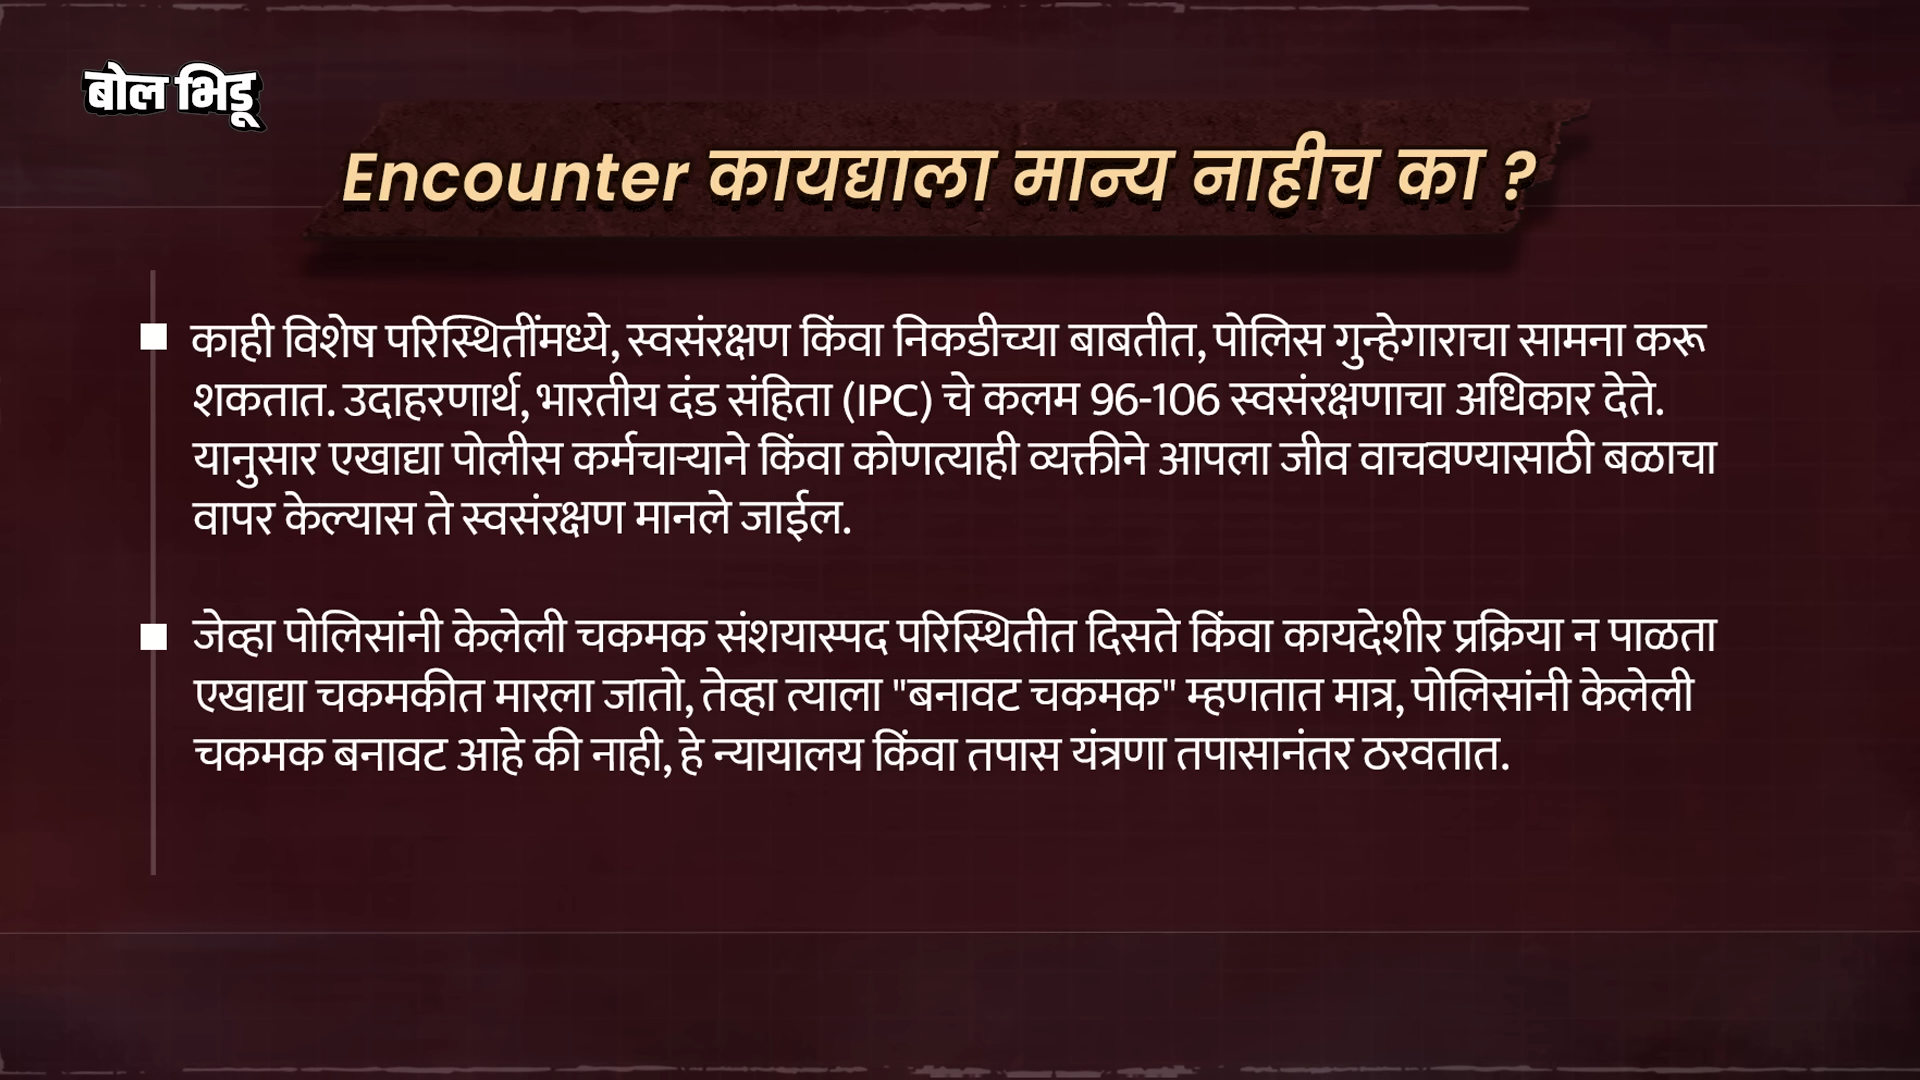 बोल भिडू
Encounter कायद्याला मान्य नाहीच का ?
काही विशेष परिस्थितींमध्ये, स्वसंरक्षण किंवा निकडीच्या बाबतीत, पोलिस गुन्हेगाराचा सामना करू
शकतात. उदाहरणार्थ, भारतीय दंड संहिता (IPC) चे कलम 96-106 स्वसंरक्षणाचा अधिकार देते.
यानुसार एखाद्या पोलीस कर्मचाऱ्याने किंवा कोणत्याही व्यक्तीने आपला जीव वाचवण्यासाठी बळाचा
वापर केल्यास ते स्वसंरक्षण मानले जाईल.
जेव्हा पोलिसांनी केलेली चकमक संशयास्पद परिस्थितीत दिसते किंवा कायदेशीर प्रक्रिया न पाळता
एखाद्या चकमकीत मारला जातो, तेव्हा त्याला "बनावट चकमक" म्हणतात मात्र, पोलिसांनी केलेली
चकमक बनावट आहे की नाही, हे न्यायालय किंवा तपास यंत्रणा तपासानंतर ठरवतात.